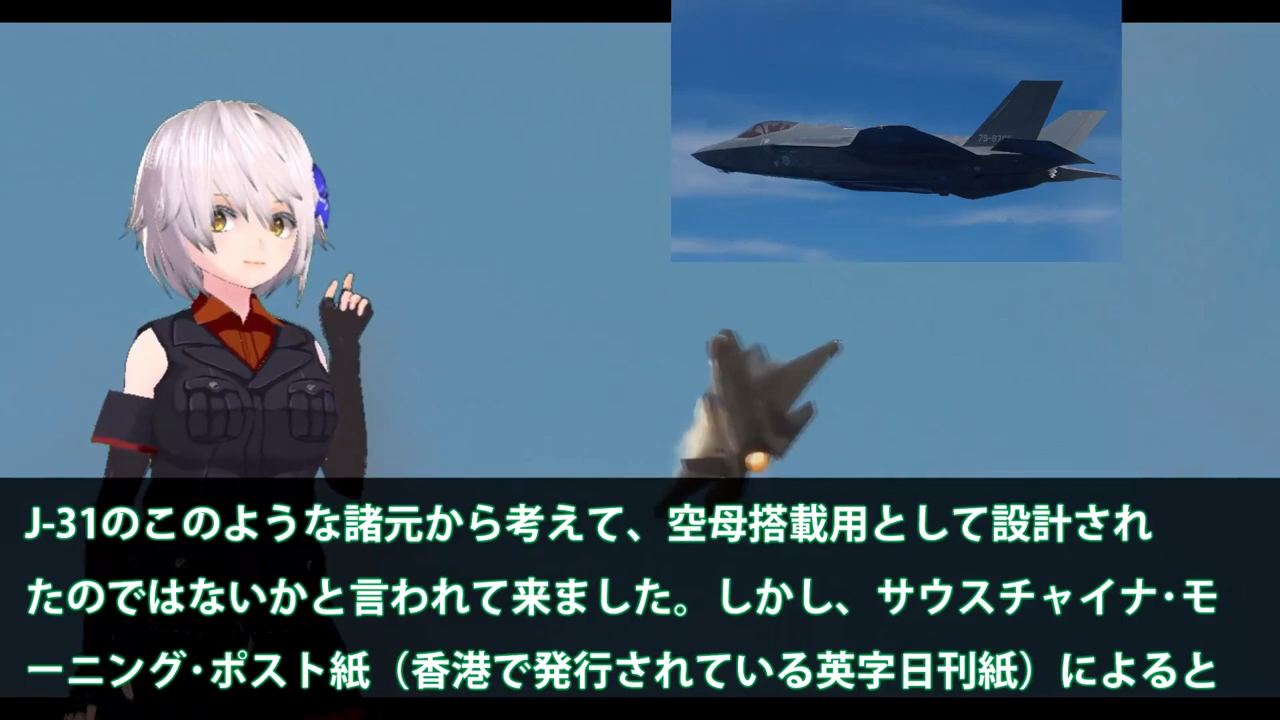 J-31のこのような諸元から考えて、空母搭載用として設計され
たのではないかと言われて来ました。しかし、サウスチャイナ・モ
ーニング・ポスト紙（香港で発行されている英字日刊紙）によると